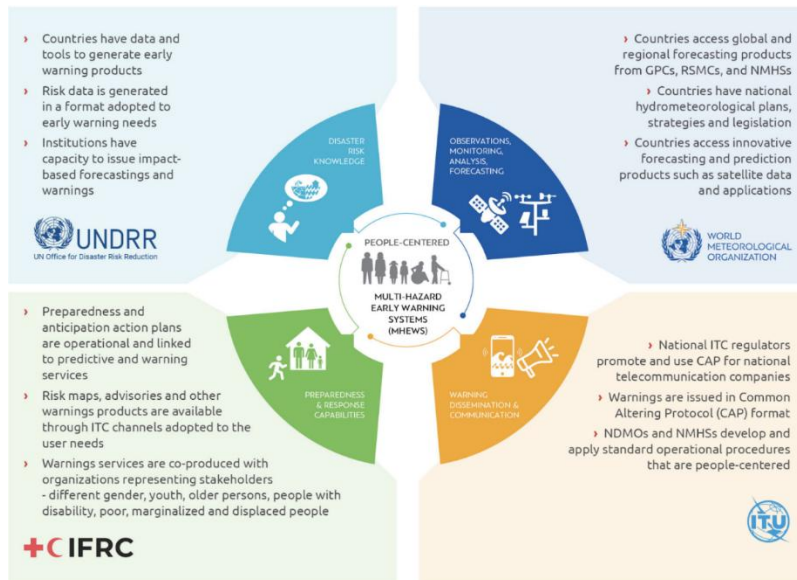 › Countries have data and
tools to generate early
warning products
› Risk data is generated
in a format adopted to
early warning needs
› Institutions have
capacity to issue impact-
based forecastings and
warnings
UNDRR
UN Office for Disaster Risk Reduction
DISASTER
RISK
KNOWLEDGE
OBSERVATIONS,
MONITORING,
ANALYSIS,
FORECASTING
› Countries access global and
regional forecasting products
from GPCs, RSMCs, and NMHSs
› Countries have national
hydrometeorological plans,
strategies and legislation
› Countries access innovative
forecasting and prediction
products such as satellite data
and applications
WORLD
METEOROLOGICAL
ORGANIZATION
PEOPLE-CENTERED
MULTI-HAZARD
EARLY WARNING
SYSTEMS
(MHEWS)
› Preparedness and
anticipation action plans
are operational and linked
to predictive and warning
services
› Risk maps, advisories and other
warnings products are available
through ITC channels adopted to the
user needs
› Warnings services are co-produced with
organizations representing stakeholders
- different gender, youth, older persons, people with
disability, poor, marginalized and displaced people
IFRC
PREPAREDNESS
& RESPONSE
CAPABILITIES
WARNING
DISSEMINATION &
COMMUNICATION
› National ITC regulators
promote and use CAP for national
telecommunication companies
› Warnings are issued in Common
Altering Protocol (CAP) format
› NDMOs and NMHSs develop and
apply standard operational procedures
that are people-centered
ITU